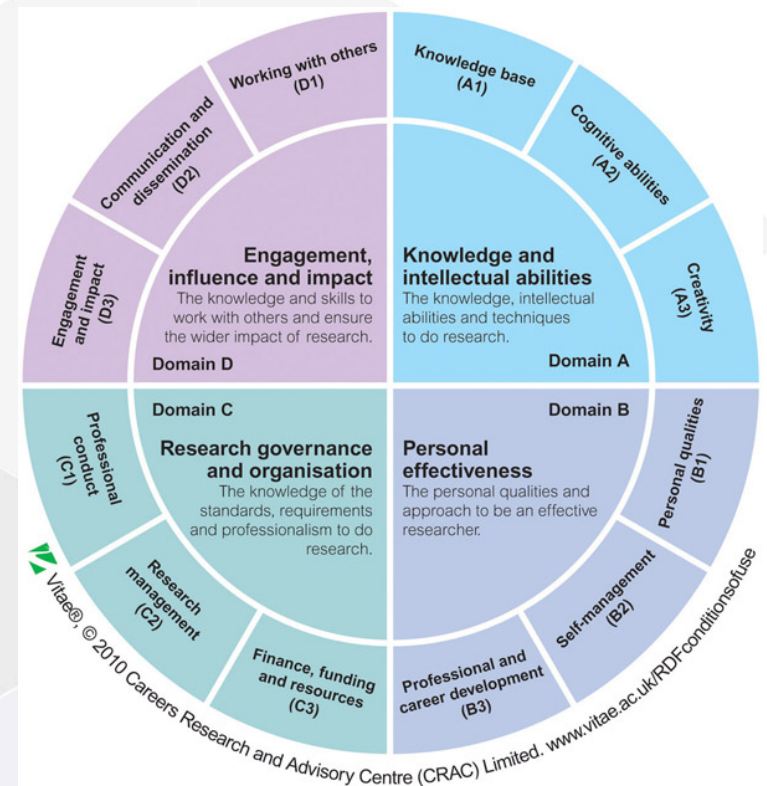 Working with others
(D1)
Communication and
dissemination
(D2)
Engagement
and impact
(D3)
Engagement,
influence and impact
The knowledge and skills to
work with others and ensure
the wider impact of research.
Domain D
Knowledge base
(A1)
Cognitive abilities
(A2)
Creativity
(A3)
Knowledge and
intellectual abilities
The knowledge, intellectual
abilities and techniques
to do research.
Domain A
Domain C
Research governance
and organisation
The knowledge of the
standards, requirements
and professionalism to do
research.
Professional
conduct
(C1)
Research
management
(C2)
Finance, funding
and resources
(C3)
Domain B
Personal
effectiveness
The personal qualities and
approach to be an effective
researcher.
Personal qualities
(B1)
Self-management
(B2)
Professional and
career development
(B3)
Vitae®, © 2010 Careers Research and Advisory Centre (CRAC) Limited. www.vitae.ac.uk/RDFconditionsofuse